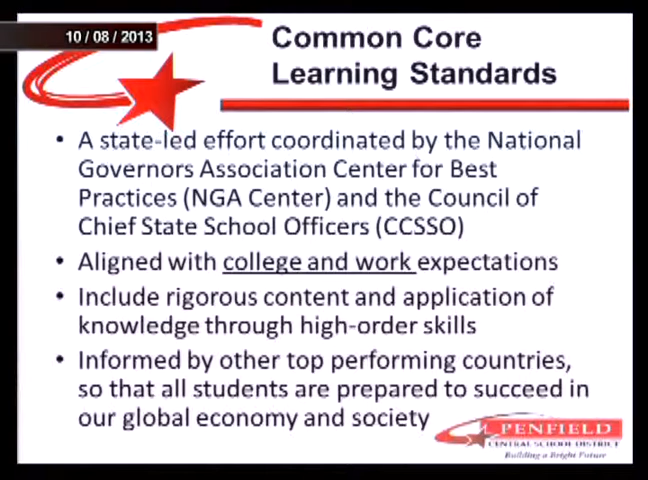 10 / 08 / 2013
Common Core
Learning Standards
• A state-led effort coordinated by the National
Governors Association Center for Best
Practices (NGA Center) and the Council of
Chief State School Officers (CCSSO)
• Aligned with college and work expectations
• Include rigorous content and application of
knowledge through high-order skills
• Informed by other top performing countries,
so that all students are prepared to succeed in
our global economy and society
PENFIELD
CENTRAL SCHOOL DISTRICT
Building a Bright Future